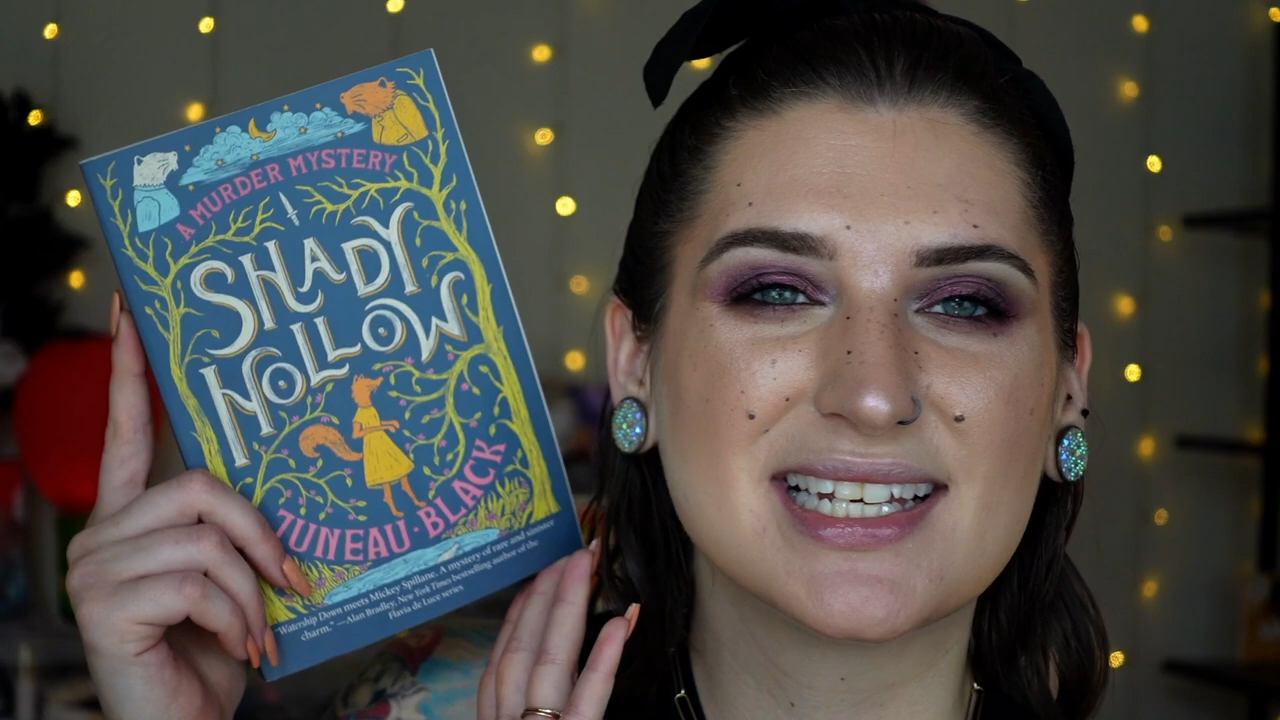 A MURDER MYSTERY
SHADY
HOLLOW
JUNEAU·BLACK
"Watership Down meets Mickey Spillane. A mystery of rare and sinister
charm." —Alan Bradley, New York Times bestselling author of the
Flavia de Luce series